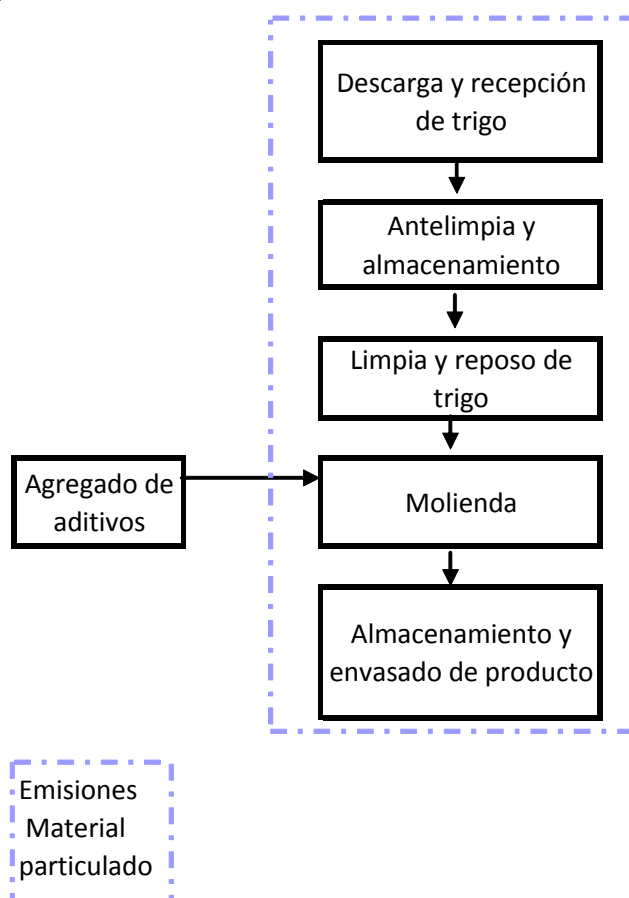 Descarga y recepción
de trigo
Antelimpia y
almacenamiento
Limpia y reposo de
trigo
Agregado de
aditivos
Molienda
Almacenamiento y
envasado de producto
Emisiones
Material
particulado